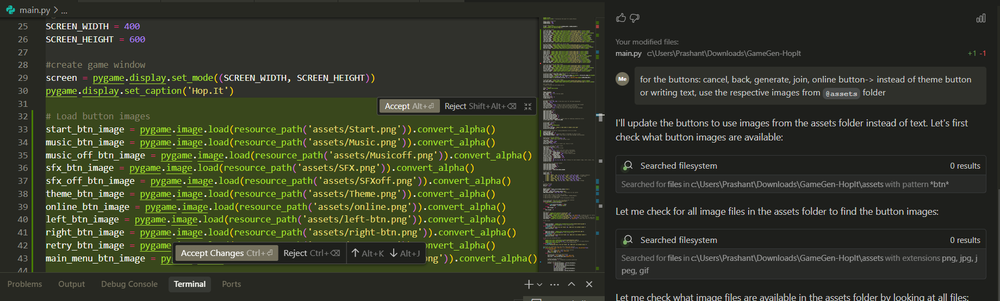 main.py > ...
25 SCREEN_WIDTH = 400
26 SCREEN_HEIGHT = 600
27
28 #create game window
29 screen = pygame.display.set_mode((SCREEN_WIDTH, SCREEN_HEIGHT))
30 pygame.display.set_caption('Hop.It')
31
Accept Alt+⏎ Reject Shift+Alt+⌫
32 # Load button images
33 start_btn_image = pygame.image.load(resource_path('assets/Start.png')).convert_alpha()
34 music_btn_image = pygame.image.load(resource_path('assets/Music.png')).convert_alpha()
35 music_off_btn_image = pygame.image.load(resource_path('assets/Musicoff.png')).convert_alpha()
36 sfx_btn_image = pygame.image.load(resource_path('assets/SFX.png')).convert_alpha()
37 sfx_off_btn_image = pygame.image.load(resource_path('assets/SFXoff.png')).convert_alpha()
38 theme_btn_image = pygame.image.load(resource_path('assets/Theme.png')).convert_alpha()
39 online_btn_image = pygame.image.load(resource_path('assets/online.png')).convert_alpha()
40 left_btn_image = pygame.image.load(resource_path('assets/left-btn.png')).convert_alpha()
41 right_btn_image = pygame.image.load(resource_path('assets/right-btn.png')).convert_alpha()
42 retry_btn_image = pygame
43 main_menu_btn_image = py png')).convert_alpha()
44
Accept Changes Ctrl+⏎ Reject Ctrl+⌫ ↑ Alt+K ↓ Alt+J
Problems Output Debug Console Terminal Ports
Your modified files:
main.py c:\Users\Prashant\Downloads\GameGen-HopIt +1 -1
Me
for the buttons: cancel, back, generate, join, online button-> instead of theme button
or writing text, use the respective images from @assets folder
I'll update the buttons to use images from the assets folder instead of text. Let's first
check what button images are available:
Searched filesystem 0 results
Searched for files in c:\Users\Prashant\Downloads\GameGen-HopIt\assets with pattern *btn*
Let me check for all image files in the assets folder to find the button images:
Searched filesystem 0 results
Searched for files in c:\Users\Prashant\Downloads\GameGen-HopIt\assets with extensions png, jpg, j
peg, gif
Let me check what image files are available in the assets folder by looking at all files: